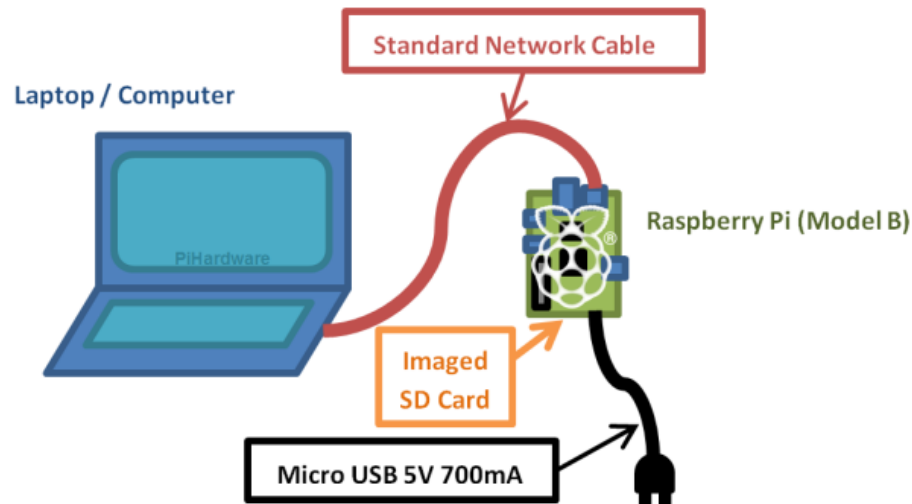 Standard Network Cable
Laptop / Computer
PiHardware
Raspberry Pi (Model B)
®
Imaged
SD Card
Micro USB 5V 700mA